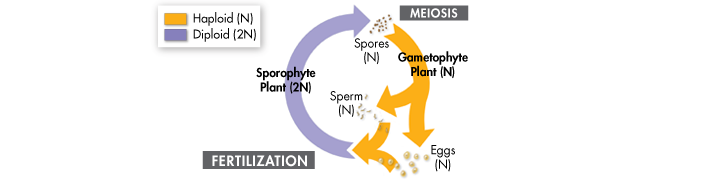 Haploid (N)
Diploid (2N)
MEIOSIS
Spores
(N)
Gametophyte
Plant (N)
Sporophyte
Plant (2N)
Sperm
(N)
Eggs
(N)
FERTILIZATION